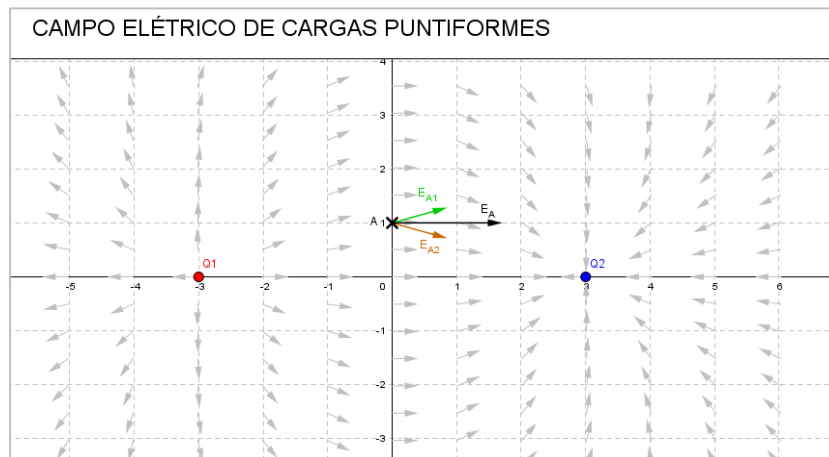 CAMPO ELÉTRICO DE CARGAS PUNTIFORMES
4
3
2
E_A1
E_A
A 1
E_A2
Q1
Q2
-5 -4 -3 -2 -1 0 1 2 3 4 5 6
-1
-2
-3